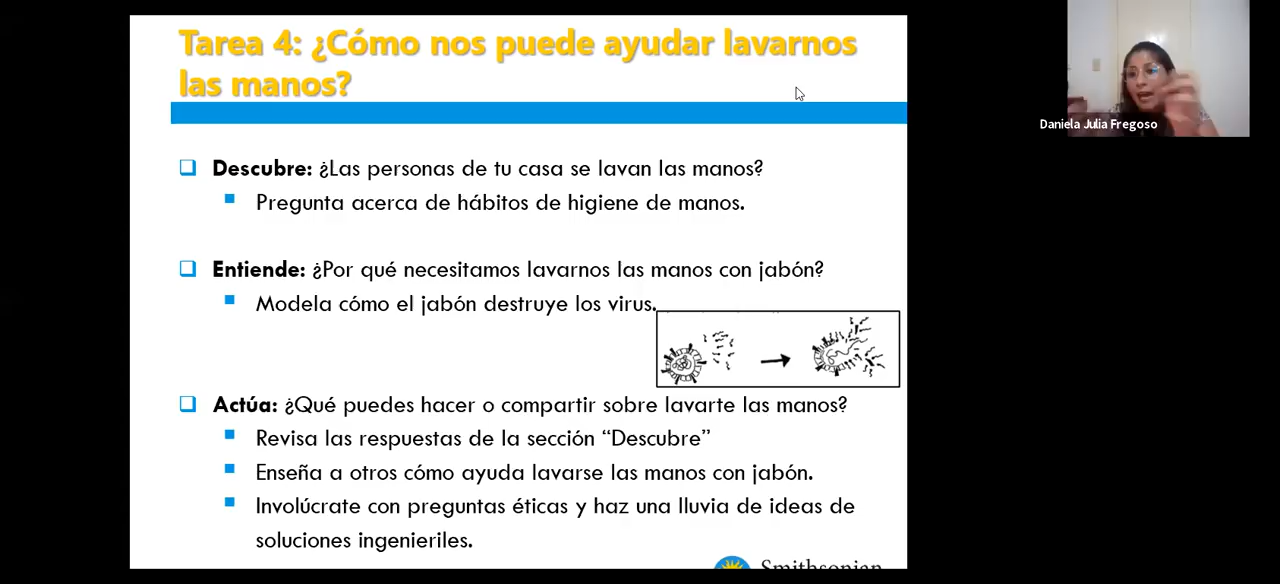 Tarea 4: ¿Cómo nos puede ayudar lavarnos
las manos?
Daniela Julia Fregoso
Descubre: ¿Las personas de tu casa se lavan las manos?
Pregunta acerca de hábitos de higiene de manos.
Entiende: ¿Por qué necesitamos lavarnos las manos con jabón?
Modela cómo el jabón destruye los virus.
Actúa: ¿Qué puedes hacer o compartir sobre lavarte las manos?
Revisa las respuestas de la sección “Descubre”
Enseña a otros cómo ayuda lavarse las manos con jabón.
Involúcrate con preguntas éticas y haz una lluvia de ideas de
soluciones ingenieriles.
Smithsonian